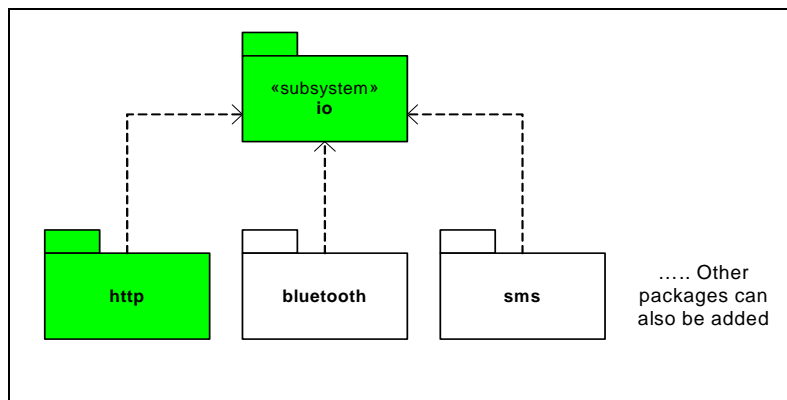 «subsystem»
io
http
bluetooth
sms
..... Other
packages can
also be added